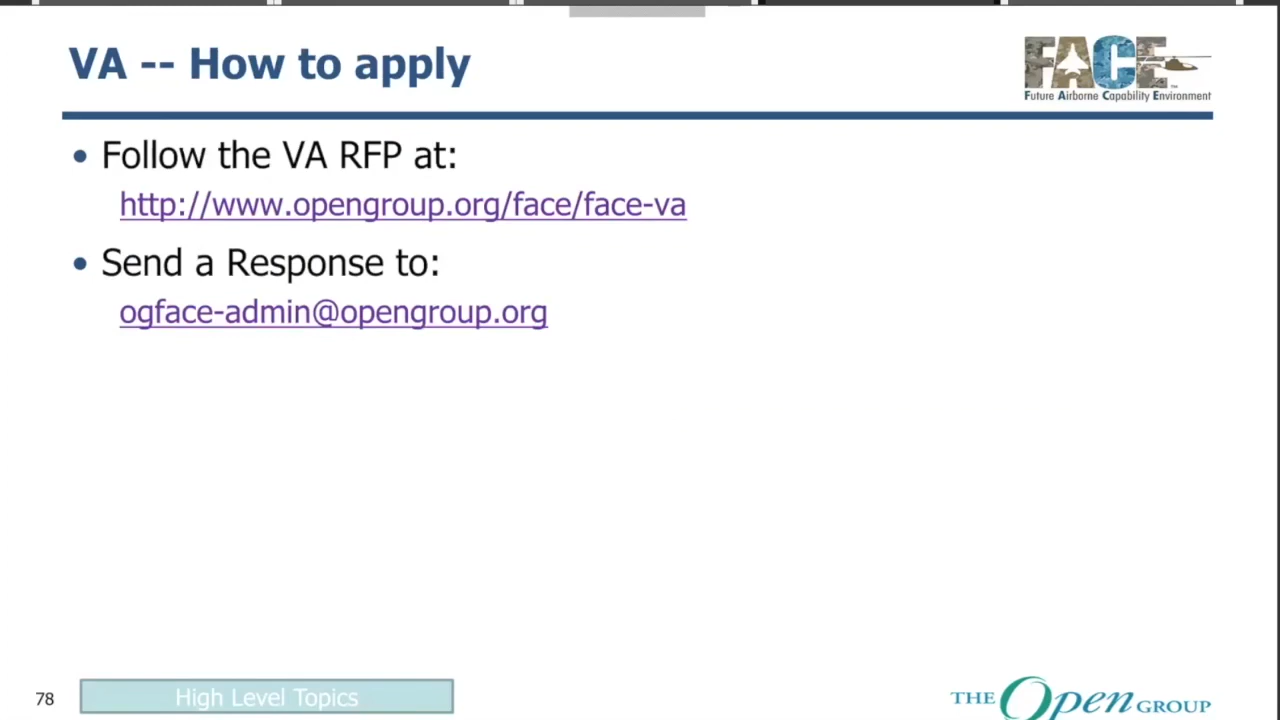 VA -- How to apply
FACE™
Future Airborne Capability Environment
• Follow the VA RFP at:
http://www.opengroup.org/face/face-va
• Send a Response to:
ogface-admin@opengroup.org
78
High Level Topics
THE Open GROUP